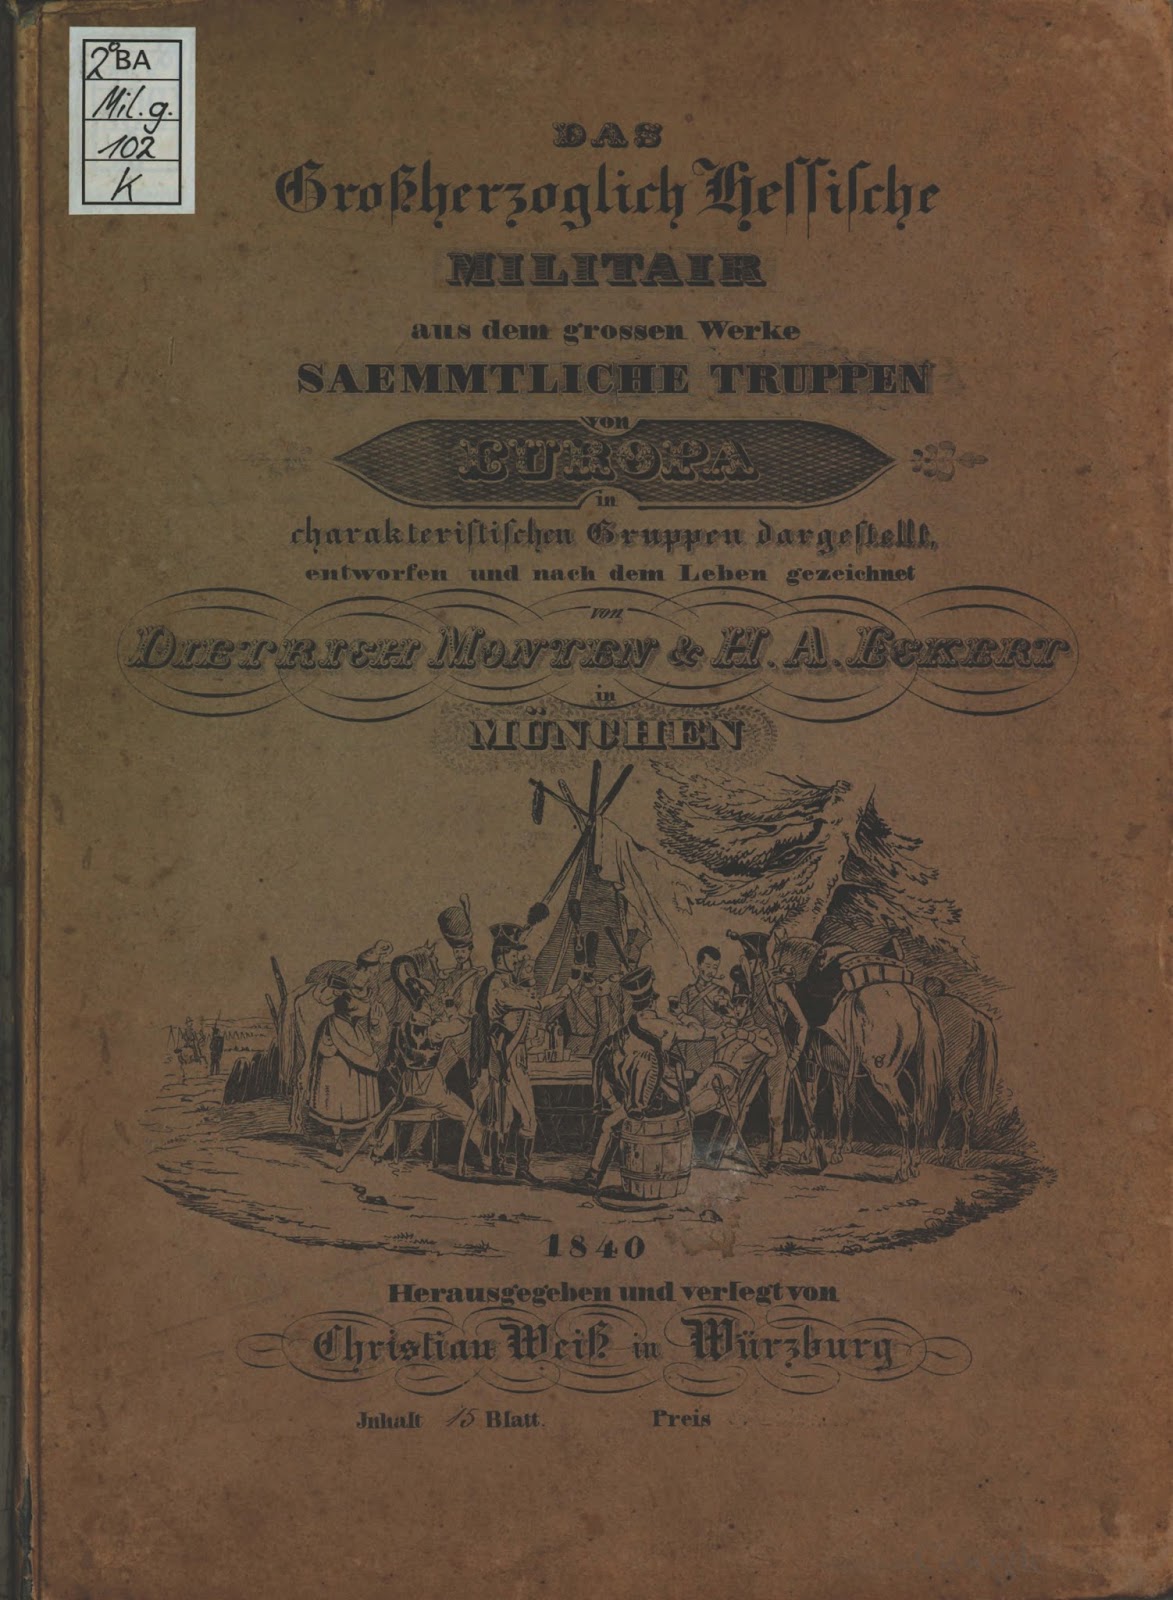 2° BA
Mil. g.
102
K
DAS
Großherzoglich Hessische
MILITAIR
aus dem grossen Werke
SAEMMTLICHE TRUPPEN
von
EUROPA
in
charakteristischen Gruppen dargestellt,
entworfen und nach dem Leben gezeichnet
von
DIETRICH MONTEN & H. A. ECKERT
in
MÜNCHEN
1840
Herausgegeben und verlegt von
Christian Weiß in Würzburg
Inhalt 15 Blatt. Preis